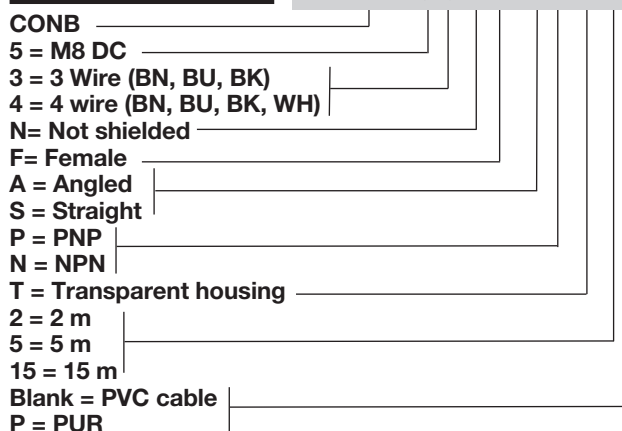 CONB
5 = M8 DC
3 = 3 Wire (BN, BU, BK)
4 = 4 wire (BN, BU, BK, WH)
N= Not shielded
F= Female
A = Angled
S = Straight
P = PNP
N = NPN
T = Transparent housing
2 = 2 m
5 = 5 m
15 = 15 m
Blank = PVC cable
P = PUR